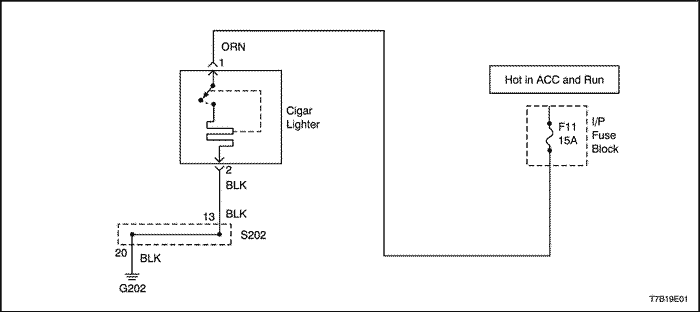 ORN
1
Hot in ACC and Run
Cigar
Lighter
F11
15A
I/P
Fuse
Block
2
BLK
13
BLK
S202
20
BLK
G202
T7B19E01